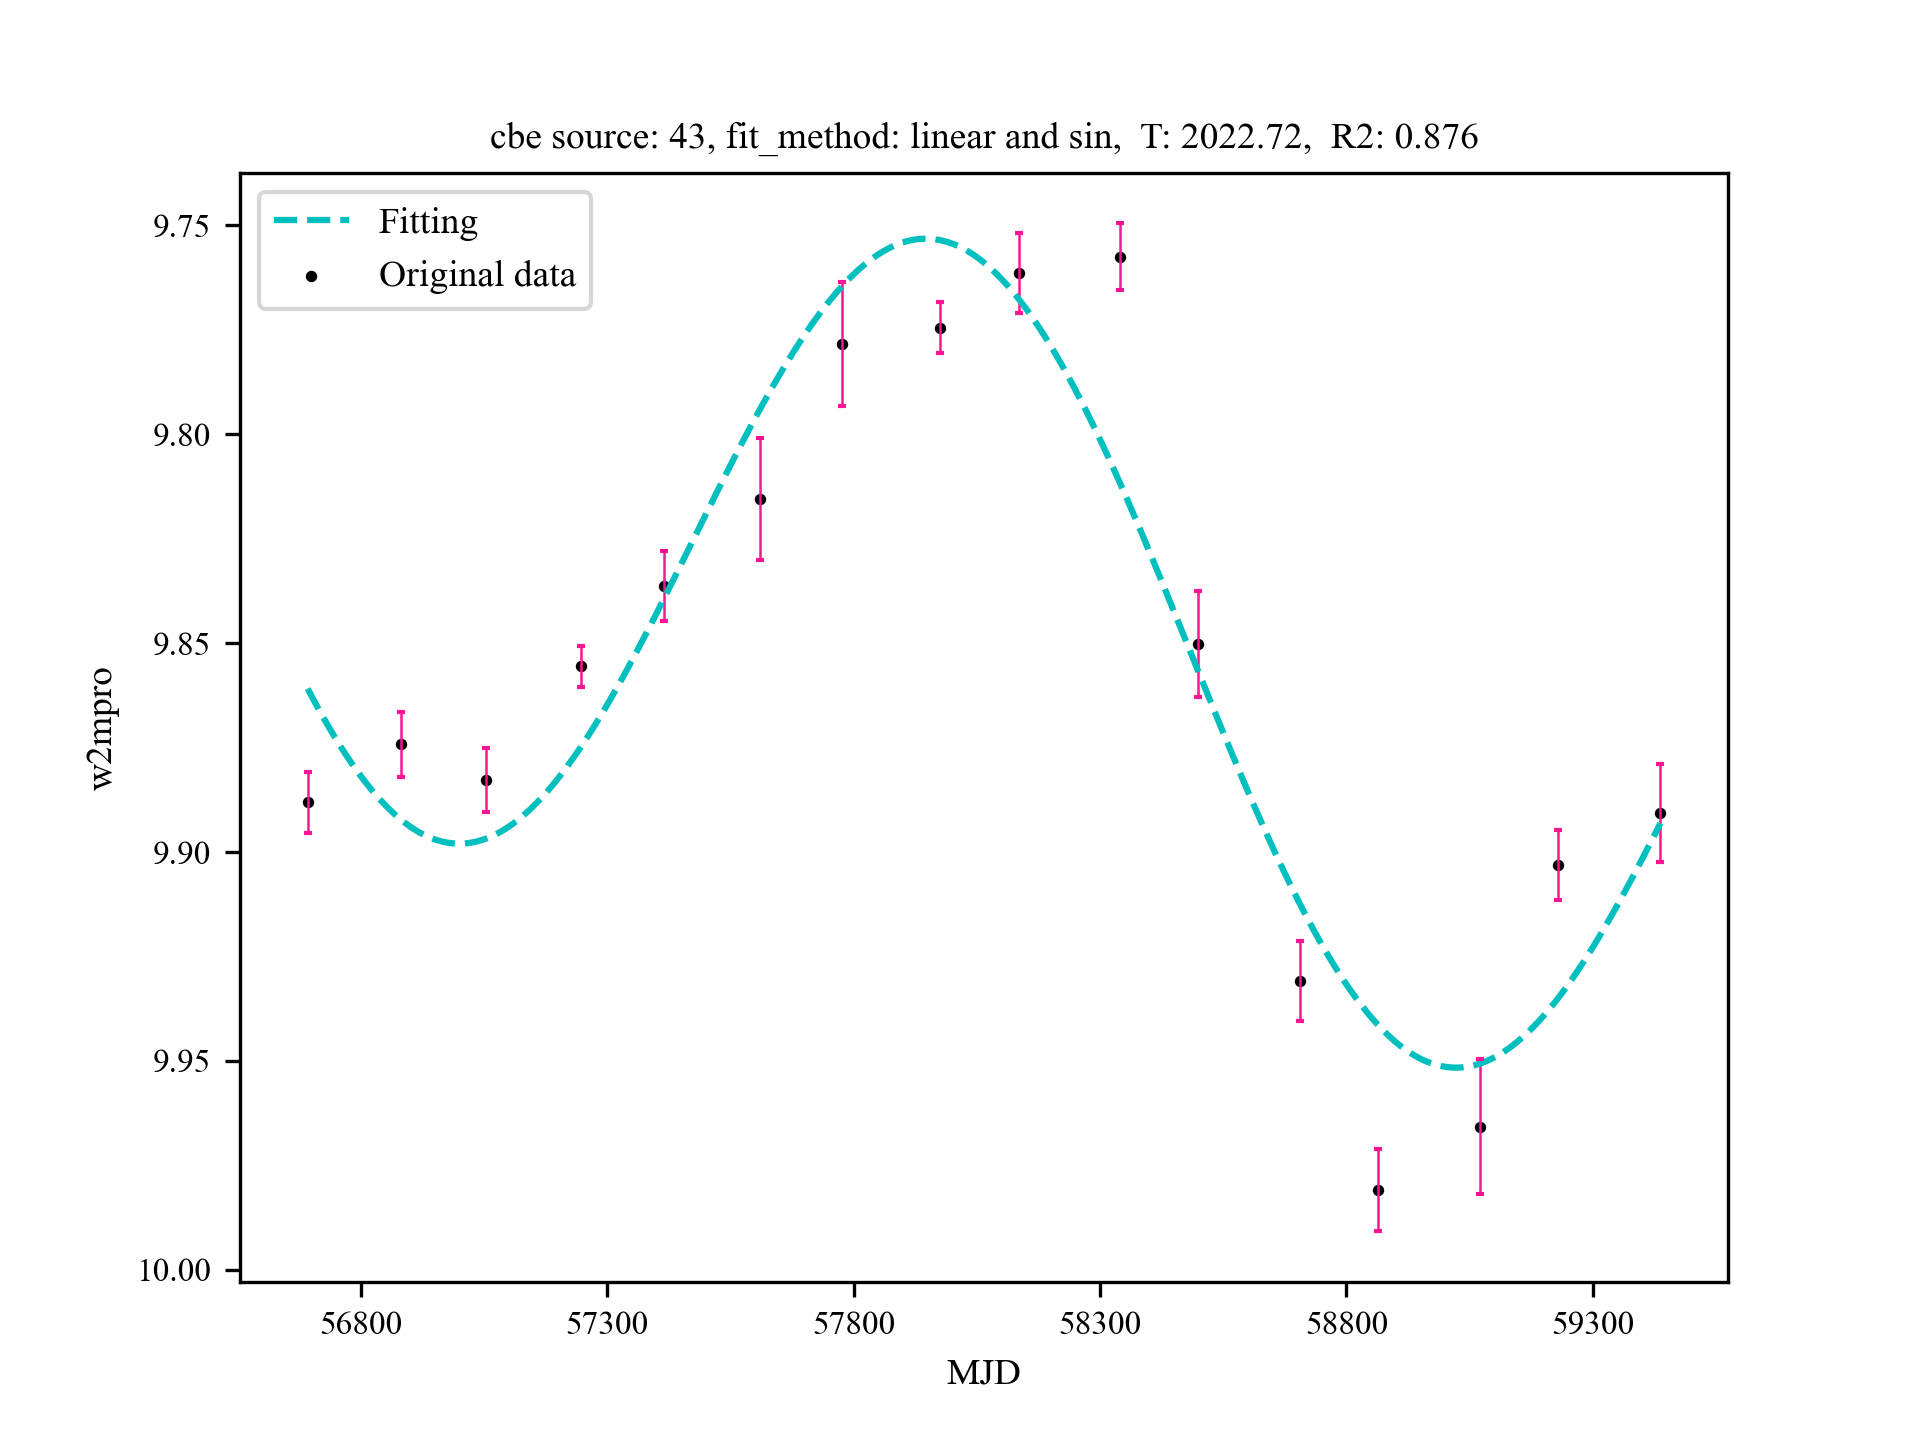 cbe source: 43, fit_method: linear and sin,  T: 2022.72,  R2: 0.876
Fitting
Original data
9.75
9.80
9.85
9.90
9.95
10.00
w2mpro
56800 57300 57800 58300 58800 59300
MJD